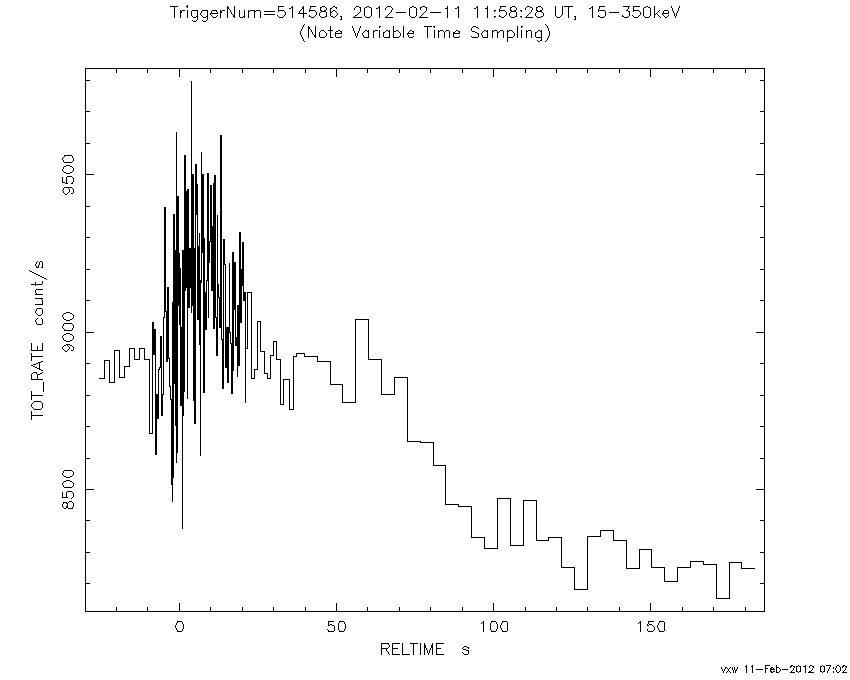 TriggerNum=514586, 2012-02-11 11:58:28 UT, 15-350keV
(Note Variable Time Sampling)
TOT_RATE count/s
9500
9000
8500
0 50 100 150
RELTIME s
vxw 11-Feb-2012 07:02